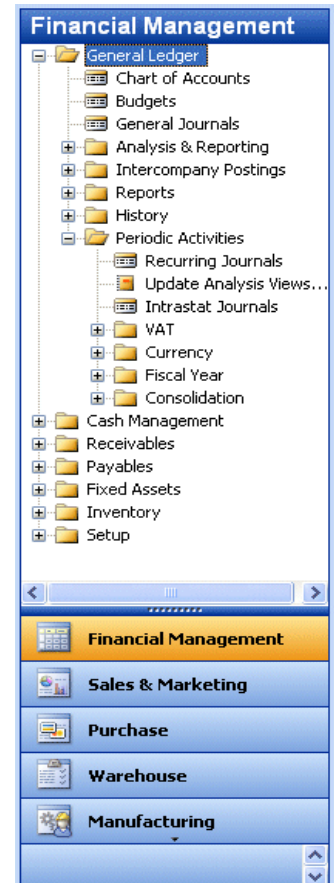 Financial Management
General Ledger
Chart of Accounts
Budgets
General Journals
Analysis & Reporting
Intercompany Postings
Reports
History
Periodic Activities
Recurring Journals
Update Analysis Views...
Intrastat Journals
VAT
Currency
Fiscal Year
Consolidation
Cash Management
Receivables
Payables
Fixed Assets
Inventory
Setup
Financial Management
Sales & Marketing
Purchase
Warehouse
Manufacturing